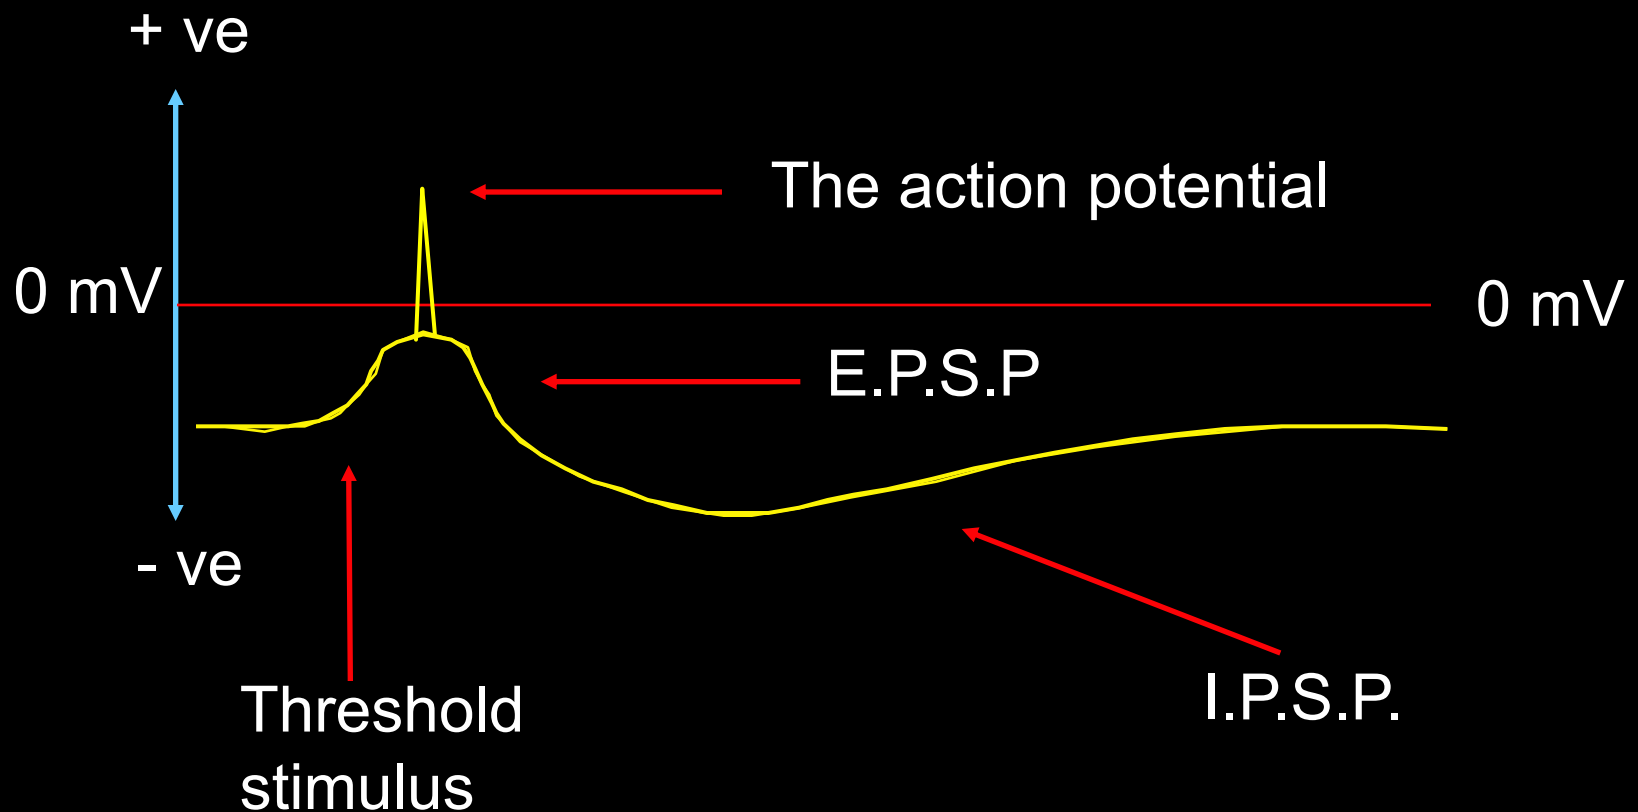 + ve
The action potential
0 mV
0 mV
E.P.S.P
- ve
Threshold
stimulus
I.P.S.P.